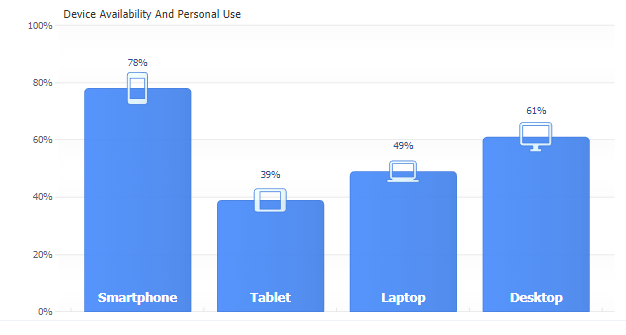 Device Availability And Personal Use
100%
80%
60%
40%
20%
0%
78%
39%
49%
61%
Smartphone
Tablet
Laptop
Desktop